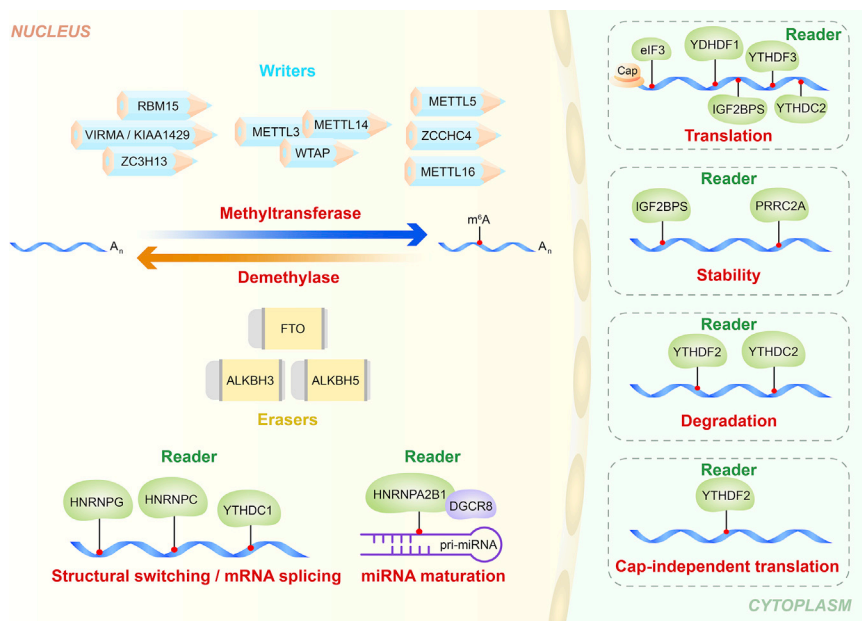 NUCLEUS
Writers
RBM15
VIRMA / KIAA1429
ZC3H13
METTL3
METTL14
WTAP
METTL5
ZCCHC4
METTL16
Methyltransferase
m⁶A
Aₙ
Aₙ
Demethylase
FTO
ALKBH3
ALKBH5
Erasers
Reader
HNRNPG
HNRNPC
YTHDC1
Structural switching / mRNA splicing
Reader
HNRNPA2B1
DGCR8
pri-miRNA
miRNA maturation
Reader
Cap
eIF3
YDHDF1
YTHDF3
IGF2BPS
YTHDC2
Translation
Reader
IGF2BPS
PRRC2A
Stability
Reader
YTHDF2
YTHDC2
Degradation
Reader
YTHDF2
Cap-independent translation
CYTOPLASM